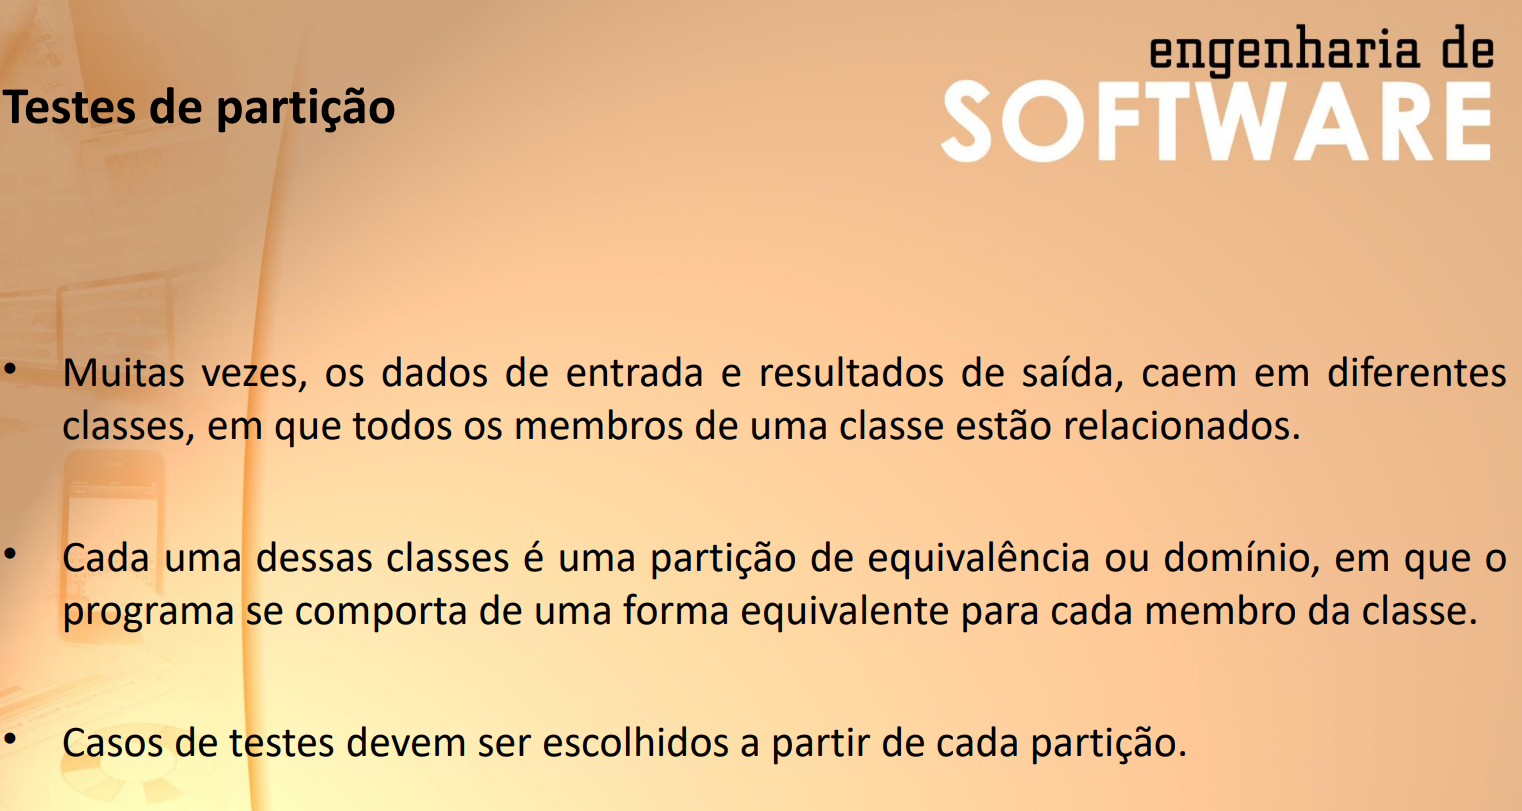 engenharia de
SOFTWARE
Testes de partição
• Muitas vezes, os dados de entrada e resultados de saída, caem em diferentes
classes, em que todos os membros de uma classe estão relacionados.
• Cada uma dessas classes é uma partição de equivalência ou domínio, em que o
programa se comporta de uma forma equivalente para cada membro da classe.
• Casos de testes devem ser escolhidos a partir de cada partição.